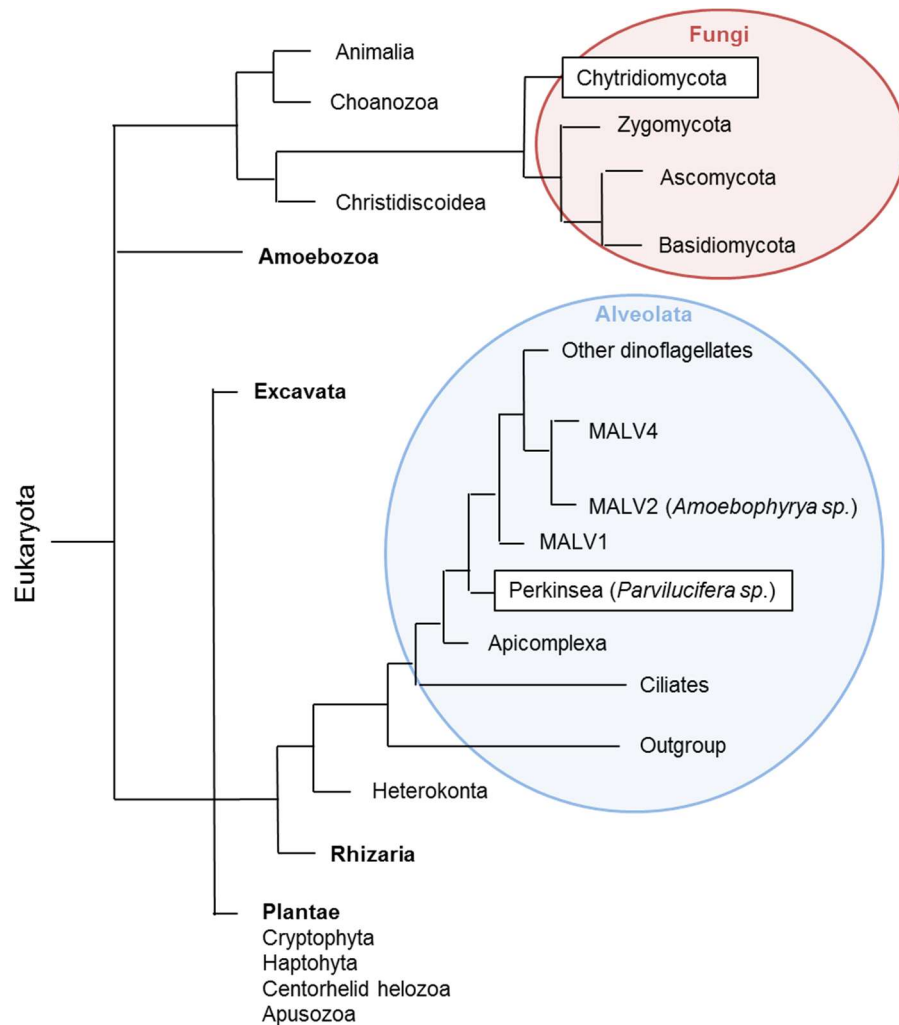 Fungi
Animalia
Chytridiomycota
Choanozoa
Zygomycota
Ascomycota
Christidiscoidea
Basidiomycota
Amoebozoa
Alveolata
Other dinoflagellates
Excavata
MALV4
MALV2 (Amoebophyrya sp.)
MALV1
Eukaryota
Perkinsea (Parvilucifera sp.)
Apicomplexa
Ciliates
Outgroup
Heterokonta
Rhizaria
Plantae
Cryptophyta
Haptohyta
Centorhelid helozoa
Apusozoa